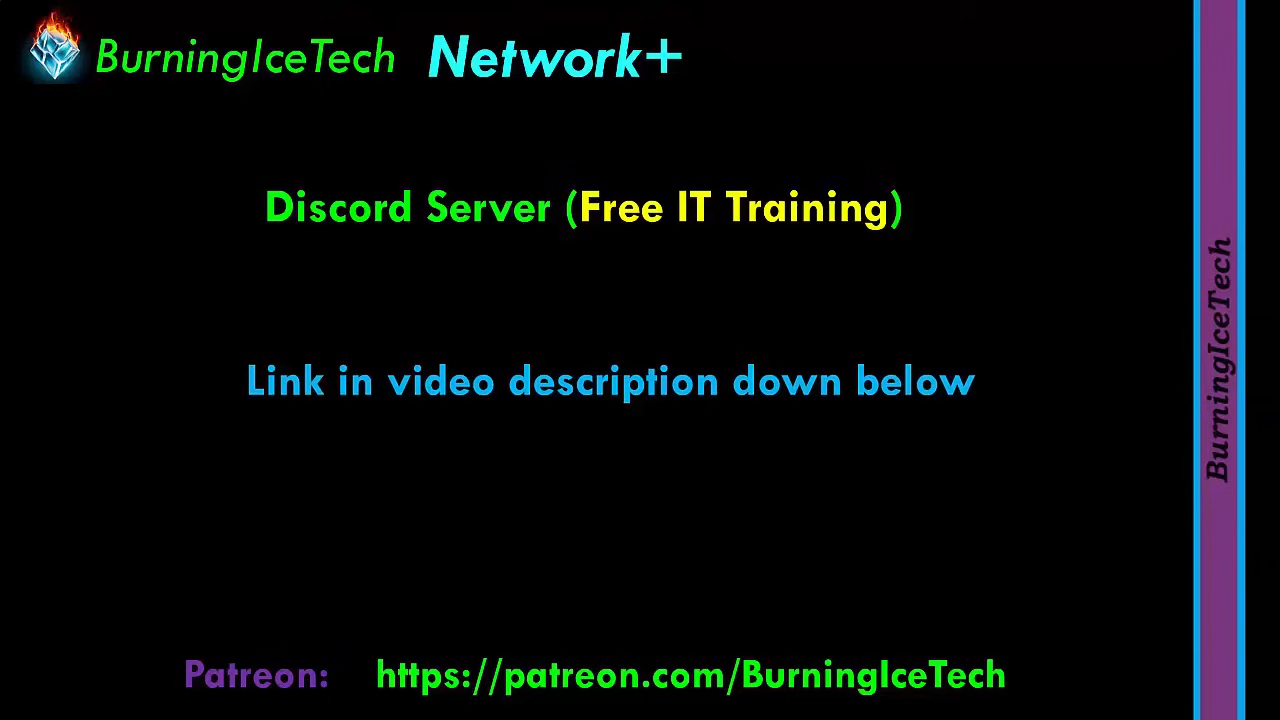 BurningIceTech Network+
Discord Server (Free IT Training)
Link in video description down below
Patreon: https://patreon.com/BurningIceTech
BurningIceTech